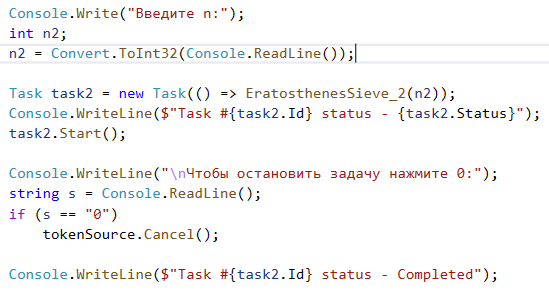 Console.Write("Введите n:");
int n2;
n2 = Convert.ToInt32(Console.ReadLine());
Task task2 = new Task(() => EratosthenesSieve_2(n2));
Console.WriteLine($"Task #{task2.Id} status - {task2.Status}");
task2.Start();
Console.WriteLine("\nЧтобы остановить задачу нажмите 0:");
string s = Console.ReadLine();
if (s == "0")
    tokenSource.Cancel();
Console.WriteLine($"Task #{task2.Id} status - Completed");